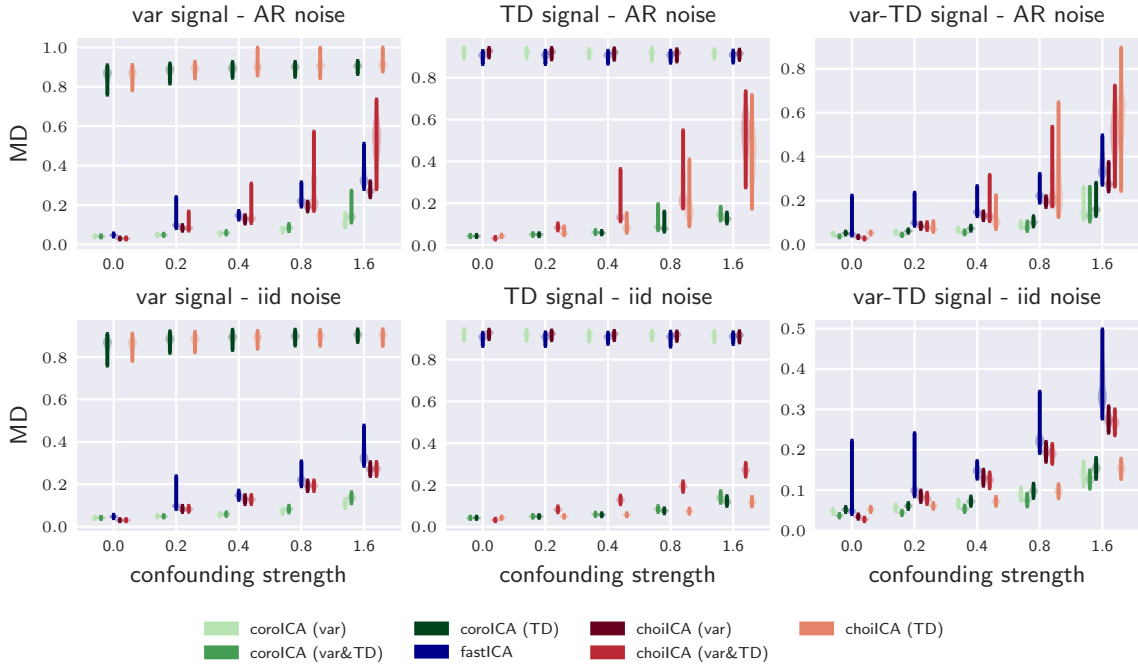 var signal - AR noise
TD signal - AR noise
var-TD signal - AR noise
MD
1.0
0.8
0.6
0.4
0.2
0.0
0.0 0.2 0.4 0.8 1.6
0.8
0.6
0.4
0.2
0.0
0.0 0.2 0.4 0.8 1.6
0.8
0.6
0.4
0.2
0.0
0.0 0.2 0.4 0.8 1.6
var signal - iid noise
TD signal - iid noise
var-TD signal - iid noise
MD
0.8
0.6
0.4
0.2
0.0
0.0 0.2 0.4 0.8 1.6
0.8
0.6
0.4
0.2
0.0
0.0 0.2 0.4 0.8 1.6
0.5
0.4
0.3
0.2
0.1
0.0
0.0 0.2 0.4 0.8 1.6
confounding strength
confounding strength
confounding strength
coroICA (var)
coroICA (var&TD)
coroICA (TD)
fastICA
choiICA (var)
choiICA (var&TD)
choiICA (TD)